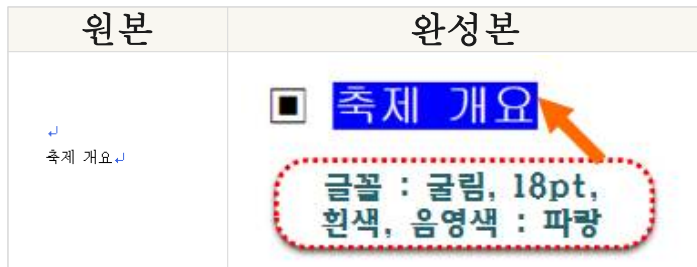 원본
완성본
축제 개요
▣ 축제 개요
글꼴 : 굴림, 18pt,
흰색, 음영색 : 파랑